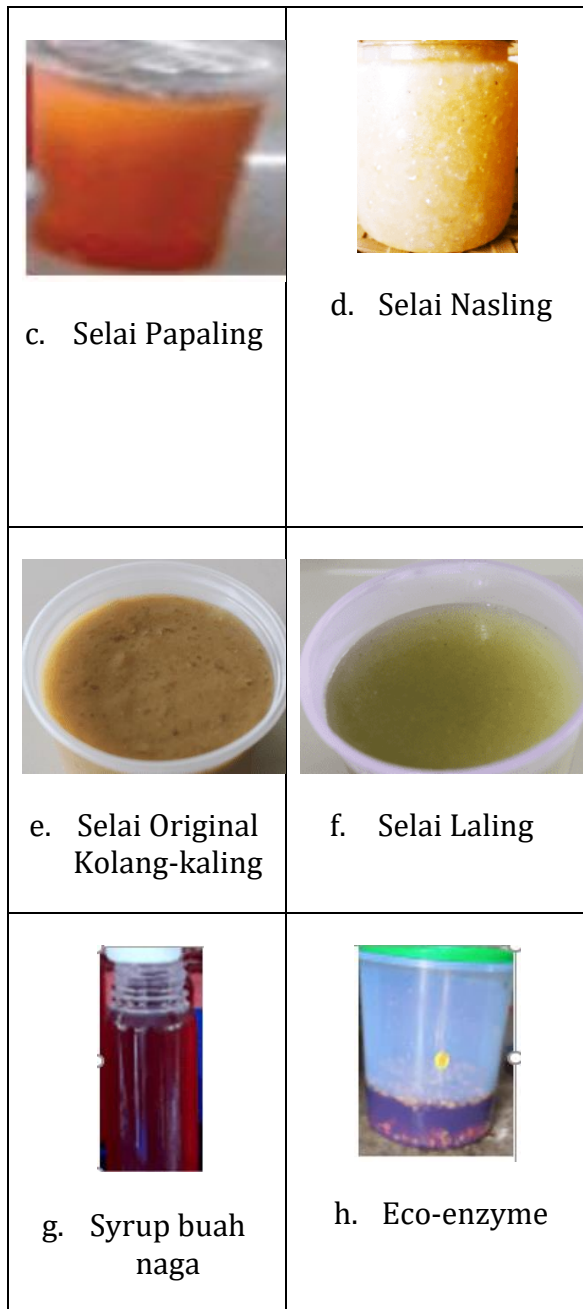 c. Selai Papaling
d. Selai Nasling
e. Selai Original
Kolang-kaling
f. Selai Laling
g. Syrup buah
naga
h. Eco-enzyme